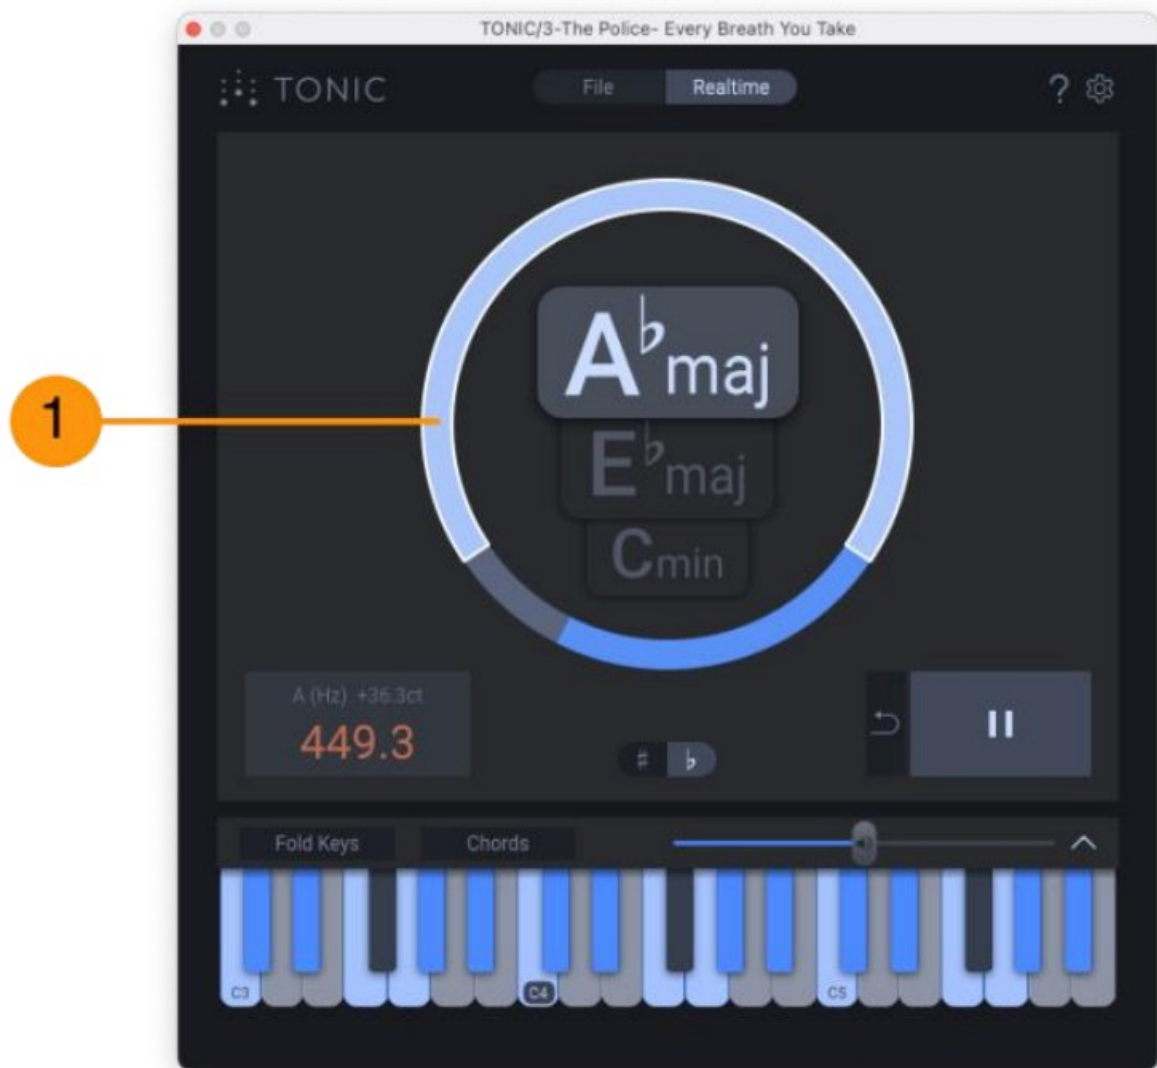 TONIC/3-The Police- Every Breath You Take
TONIC
File
Realtime
?
A♭maj
1
E♭maj
Cmin
A (Hz) +36.3ct
449.3
♯ ♭
Fold Keys
Chords
C3
C4
C5